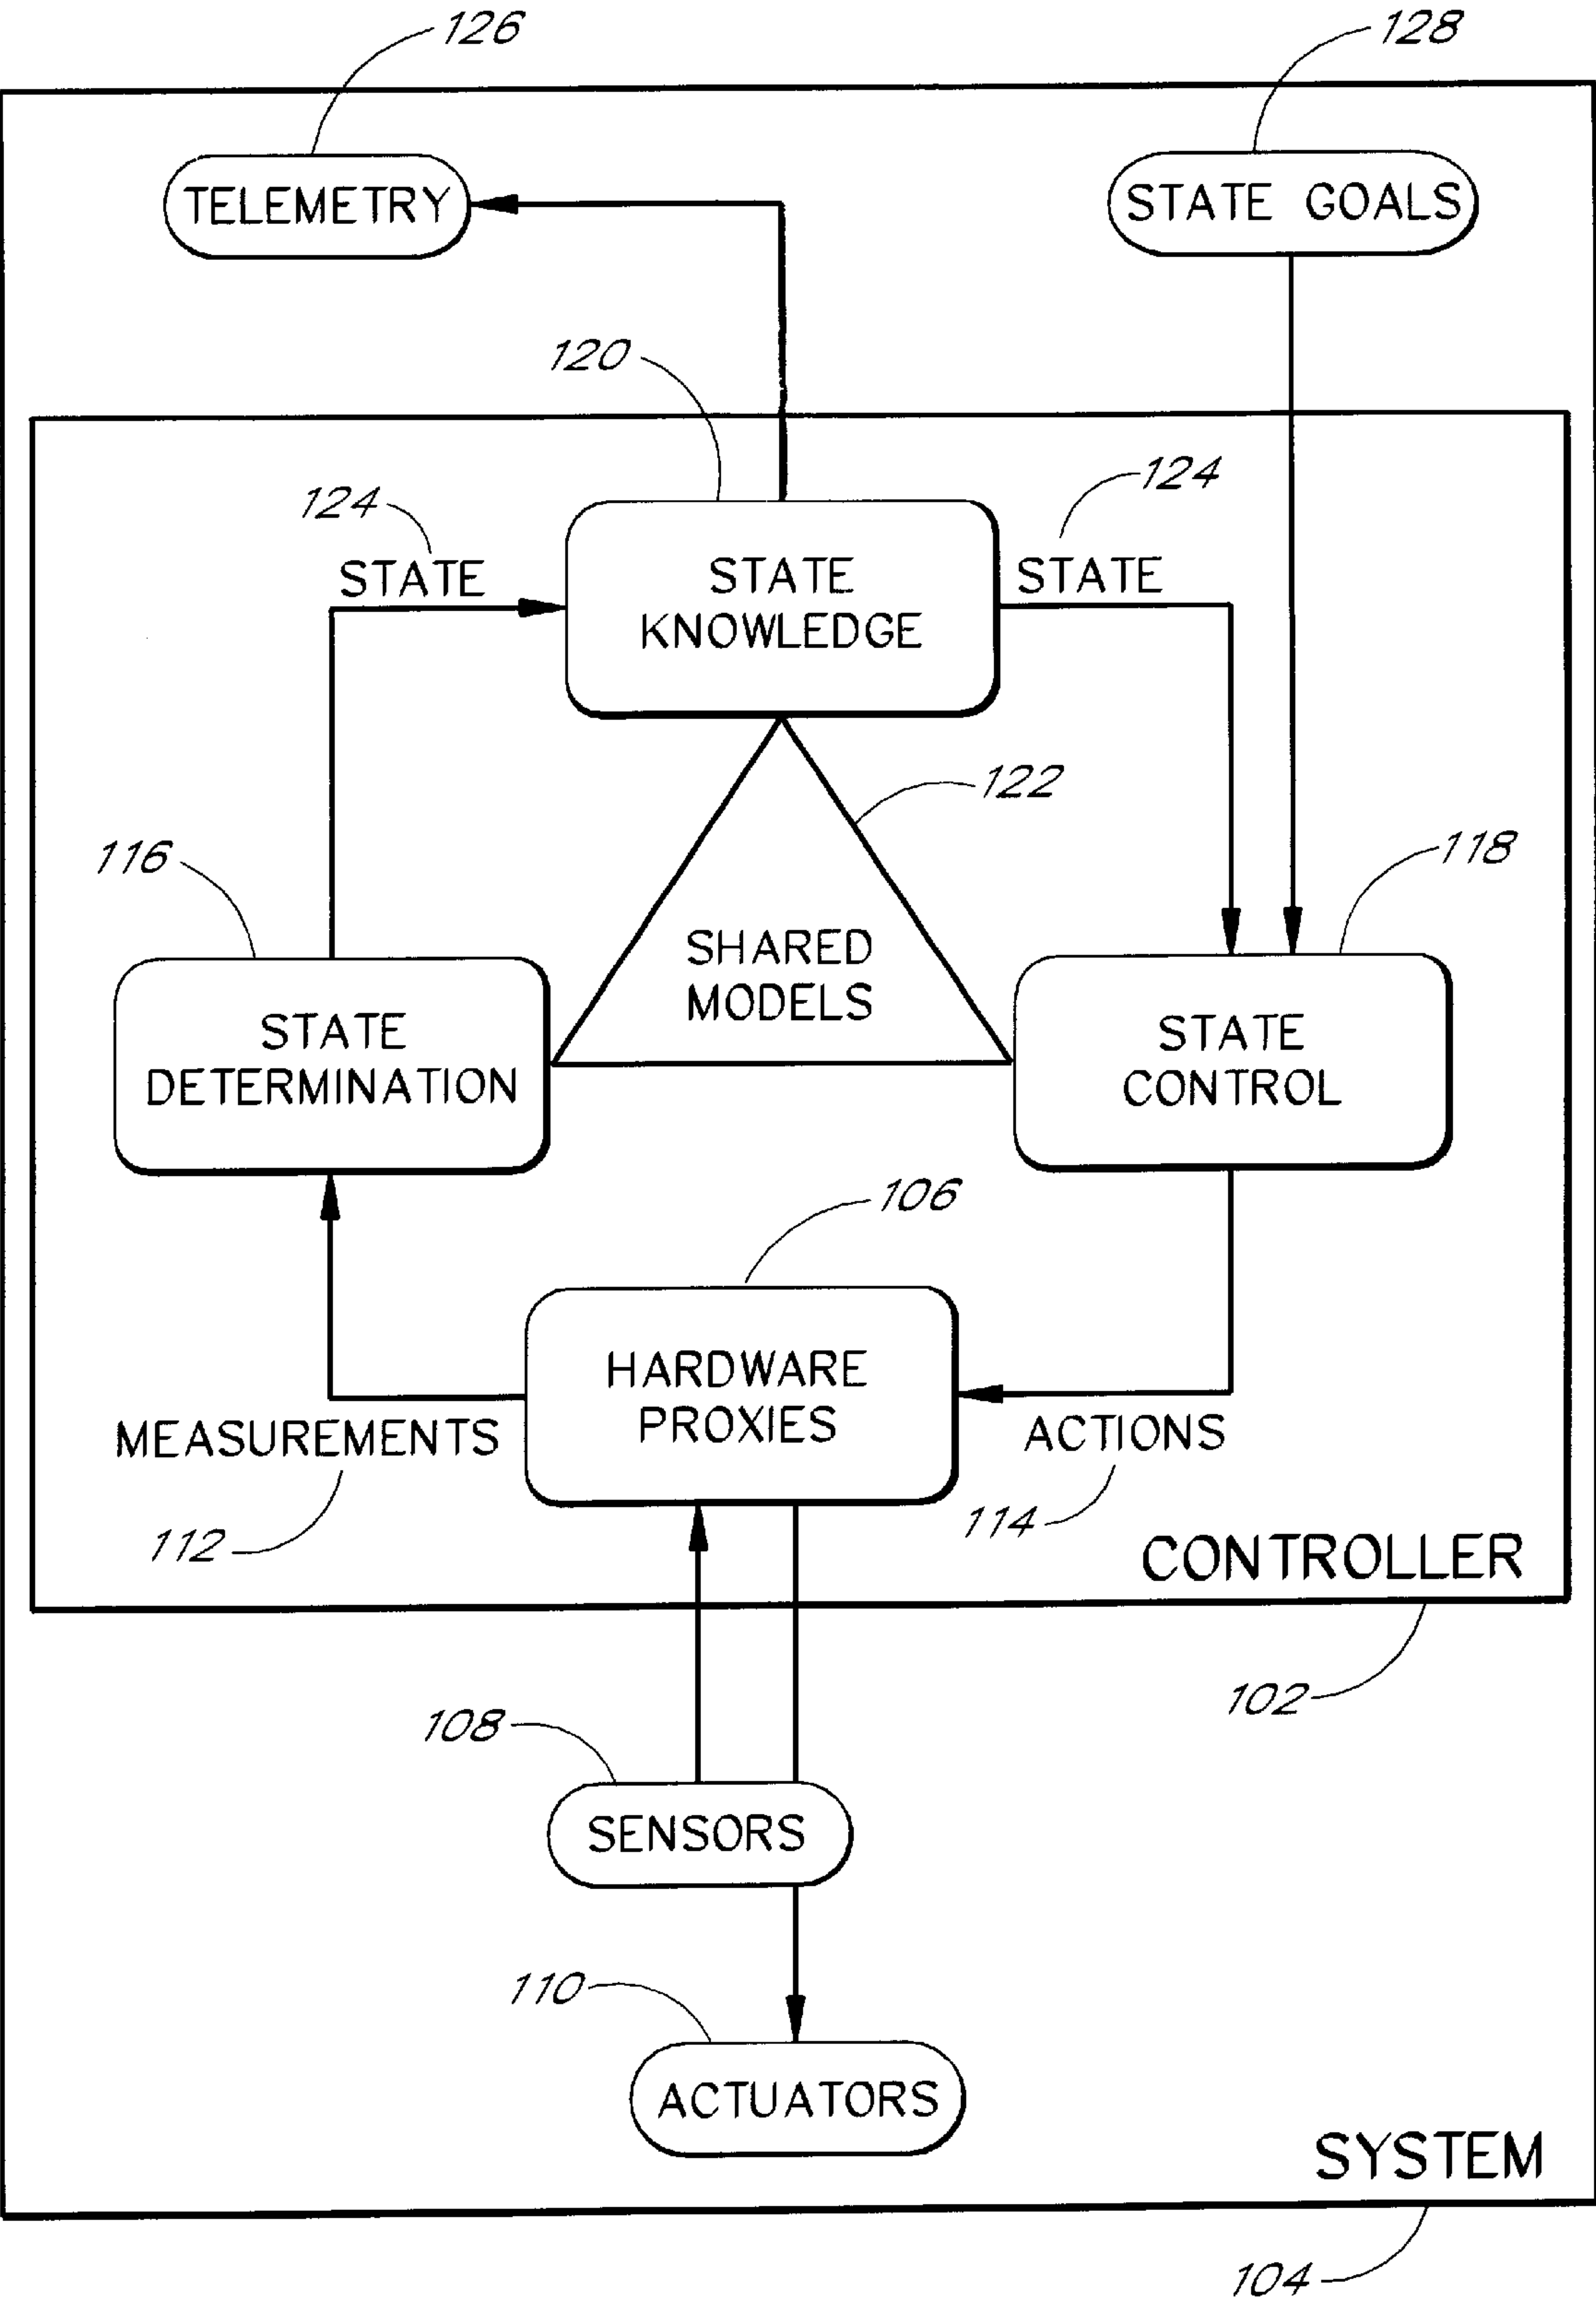 126
128
TELEMETRY
STATE GOALS
120
124
124
STATE
STATE
STATE
KNOWLEDGE
122
116
118
SHARED
MODELS
STATE
DETERMINATION
STATE
CONTROL
106
HARDWARE
PROXIES
MEASUREMENTS
ACTIONS
112
114
CONTROLLER
102
108
SENSORS
110
ACTUATORS
SYSTEM
104